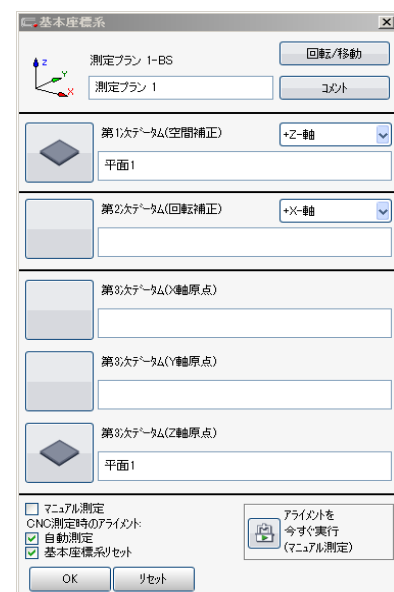 基本座標系
Z
Y
X
測定プラン 1-BS
回転/移動
測定プラン 1
コメント
第1次データム(空間補正)
+Z-軸
平面1
第2次データム(回転補正)
+X-軸
第3次データム(X軸原点)
第3次データム(Y軸原点)
第3次データム(Z軸原点)
平面1
マニュアル測定
CNC測定時のアライメント:
自動測定
基本座標系リセット
アライメントを
今すぐ実行
(マニュアル測定)
OK
リセット